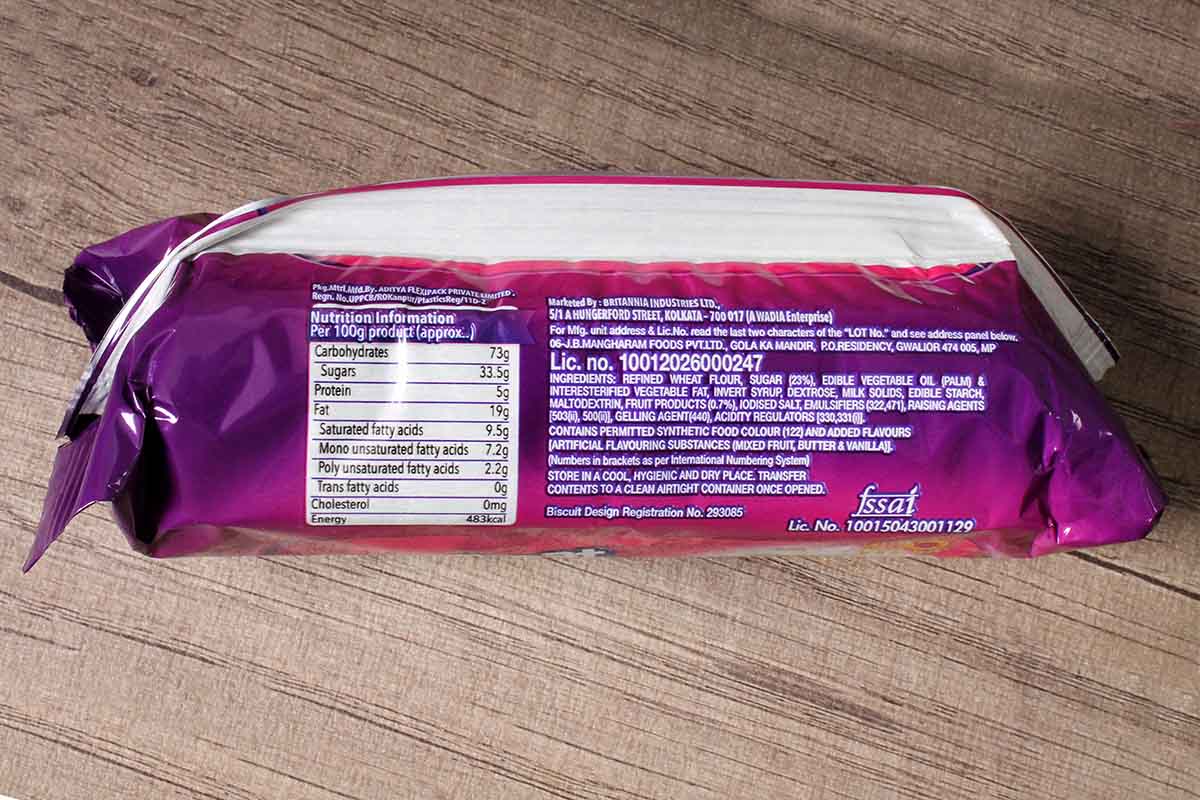 Pkg.Mtrl.Mfd.By. ADITYA FLEXIPACK PRIVATE LIMITED.
Regn. No.UPPCB/ROKanpur/PlasticsReg/11D-2
Nutrition Information
Per 100g product (approx..)
Carbohydrates 73g
Sugars 33.5g
Protein 5g
Fat 19g
Saturated fatty acids 9.5g
Mono unsaturated fatty acids 7.2g
Poly unsaturated fatty acids 2.2g
Trans fatty acids 0g
Cholesterol 0mg
Energy 483kcal
Marketed By : BRITANNIA INDUSTRIES LTD.,
5/1 A HUNGERFORD STREET, KOLKATA - 700 017 (A WADIA Enterprise)
For Mfg. unit address & Lic.No. read the last two characters of the "LOT No." and see address panel below.
06-J.B.MANGHARAM FOODS PVT.LTD., GOLA KA MANDIR, P.O.RESIDENCY, GWALIOR 474 005, MP
Lic. no. 10012026000247
INGREDIENTS: REFINED WHEAT FLOUR, SUGAR (23%), EDIBLE VEGETABLE OIL (PALM) &
INTERESTERIFIED VEGETABLE FAT, INVERT SYRUP, DEXTROSE, MILK SOLIDS, EDIBLE STARCH,
MALTODEXTRIN, FRUIT PRODUCTS (0.7%), IODISED SALT, EMULSIFIERS (322,471), RAISING AGENTS
[503(ii), 500(ii)], GELLING AGENT(440), ACIDITY REGULATORS [330,331(i)].
CONTAINS PERMITTED SYNTHETIC FOOD COLOUR (122) AND ADDED FLAVOURS
[ARTIFICIAL FLAVOURING SUBSTANCES (MIXED FRUIT, BUTTER & VANILLA)].
(Numbers in brackets as per International Numbering System)
STORE IN A COOL, HYGIENIC AND DRY PLACE. TRANSFER
CONTENTS TO A CLEAN AIRTIGHT CONTAINER ONCE OPENED.
Biscuit Design Registration No. 293085
fssai
Lic. No. 10015043001129